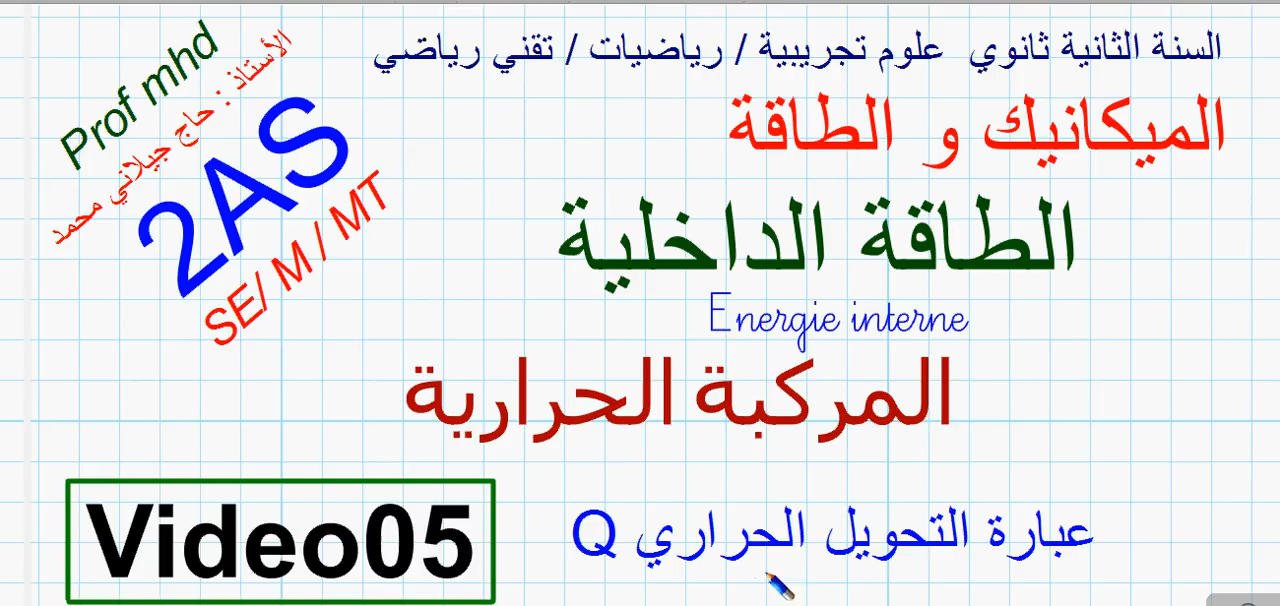 السنة الثانية ثانوي علوم تجريبية / رياضيات / تقني رياضي
الميكانيك و الطاقة
الطاقة الداخلية
Energie interne
المركبة الحرارية
عبارة التحويل الحراري Q
Prof mhd
الأستاذ : حاج جيلاني محمد
2AS
SE/ M / MT
Video05